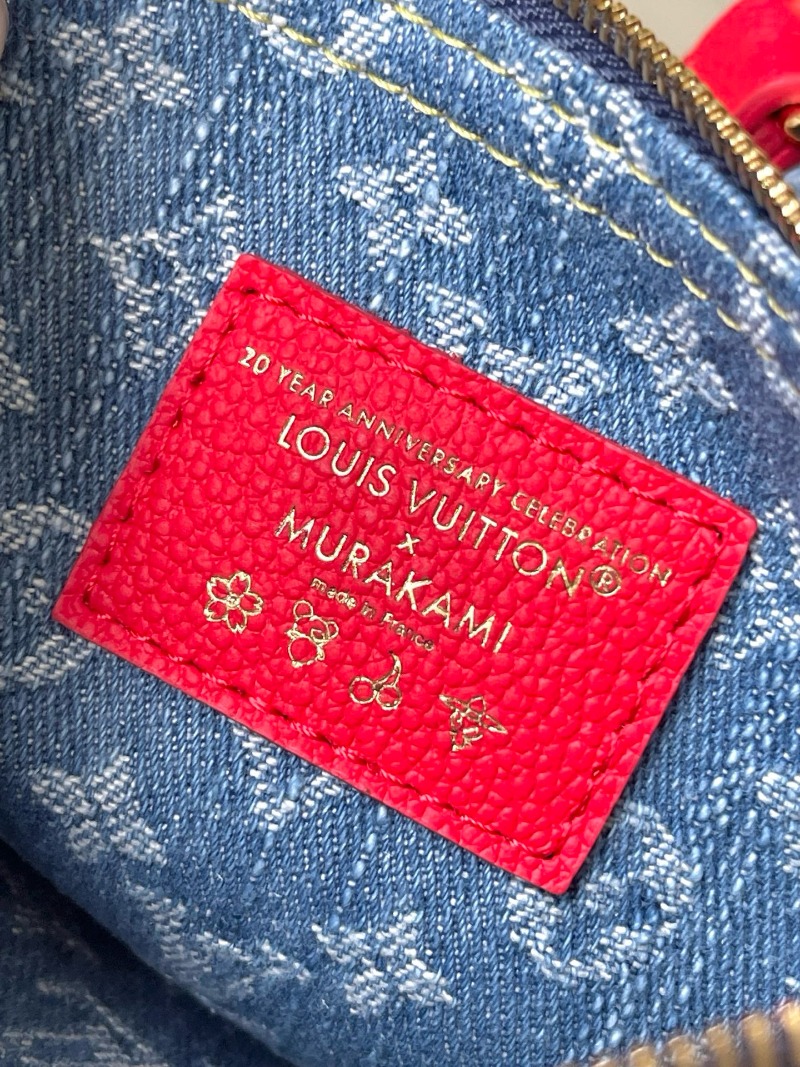 20 YEAR ANNIVERSARY CELEBRATION
LOUIS VUITTON®
x
MURAKAMI
made in France